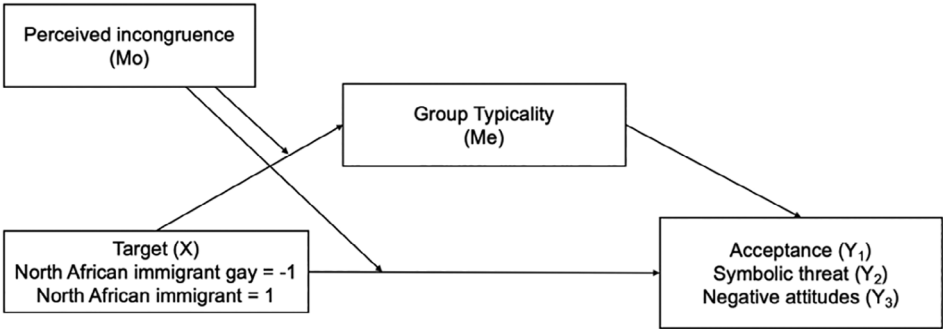 Perceived incongruence
(Mo)
Group Typicality
(Me)
Target (X)
North African immigrant gay = -1
North African immigrant = 1
Acceptance (Y₁)
Symbolic threat (Y₂)
Negative attitudes (Y₃)